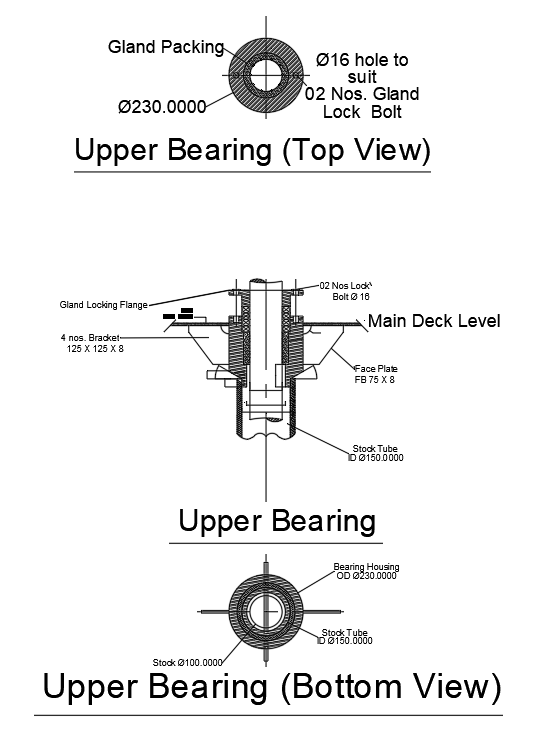 Gland Packing
Ø16 hole to
suit
02 Nos. Gland
Lock Bolt
Ø230.0000
Upper Bearing (Top View)
02 Nos Lock
Bolt Ø 16
Gland Locking Flange
Main Deck Level
4 nos. Bracket
125 X 125 X 8
Face Plate
FB 75 X 8
Stock Tube
ID Ø150.0000
Upper Bearing
Bearing Housing
OD Ø230.0000
Stock Tube
ID Ø150.0000
Stock Ø100.0000
Upper Bearing (Bottom View)